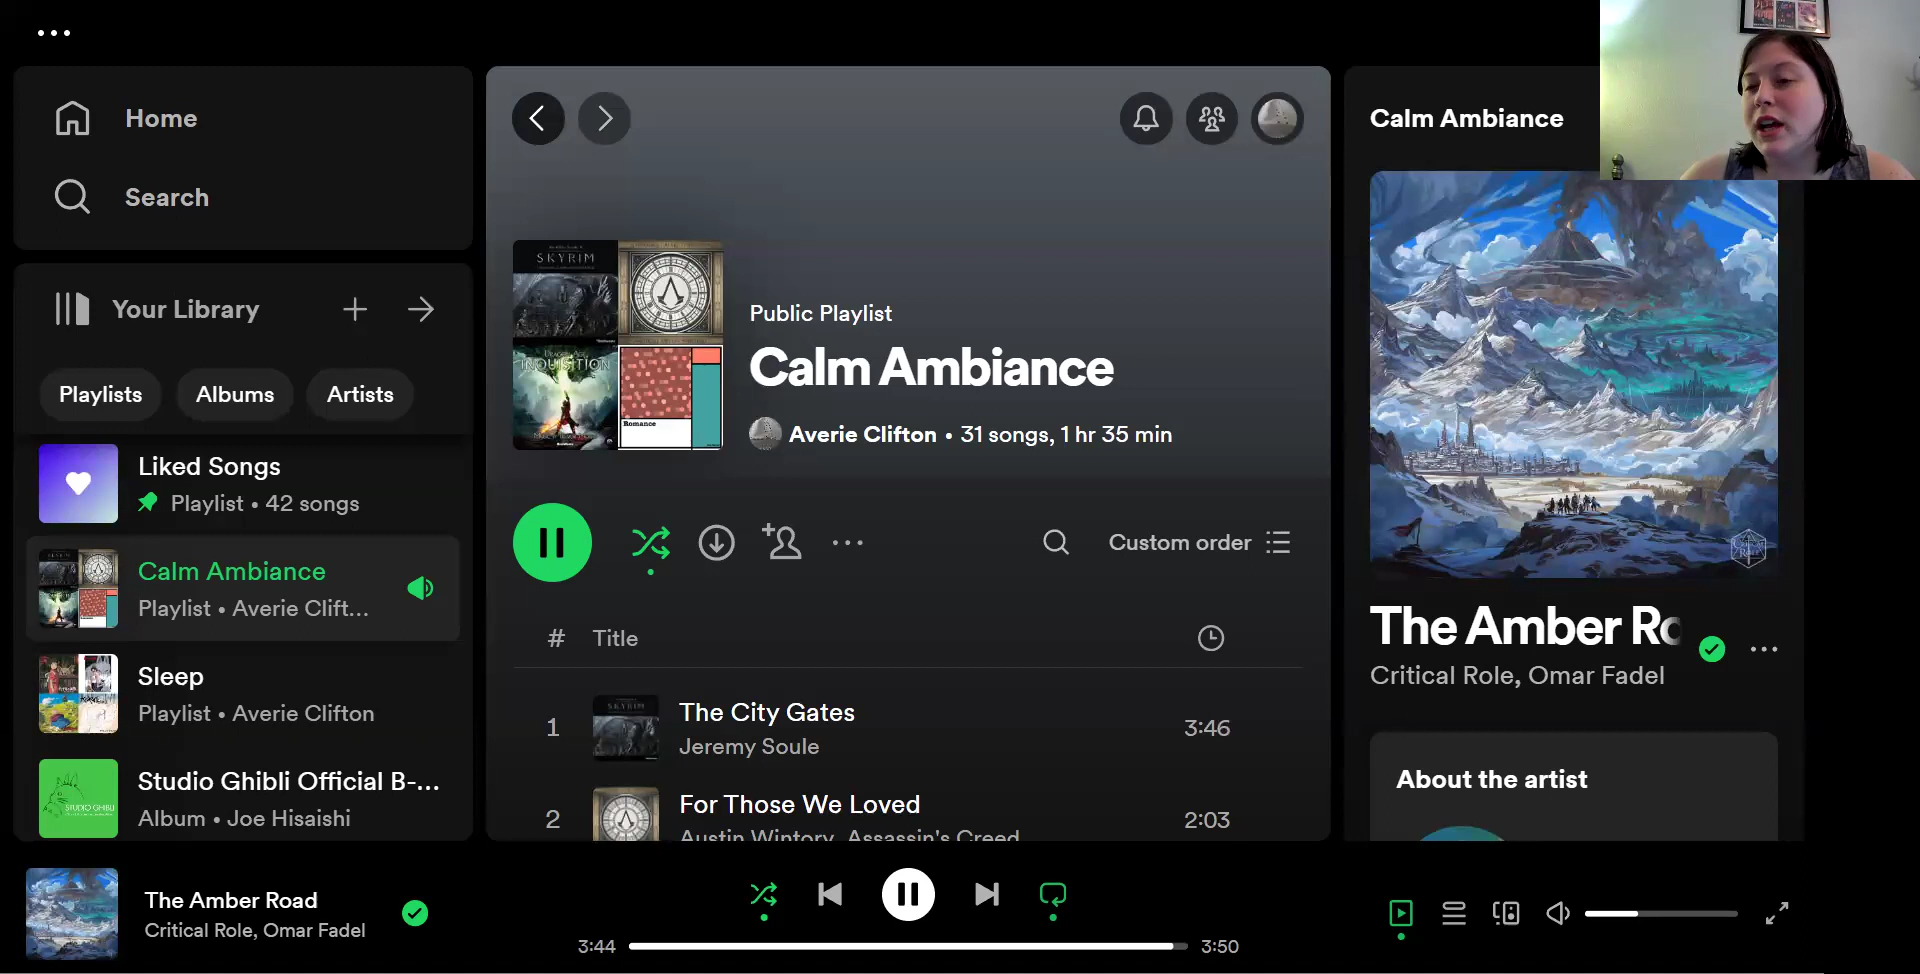 Home
Search
Your Library
Playlists
Albums
Artists
Liked Songs
Playlist • 42 songs
Calm Ambiance
Playlist • Averie Clift...
Sleep
Playlist • Averie Clifton
Studio Ghibli Official B-...
Album • Joe Hisaishi
SKYRIM
INQUISITION
Romance
Public Playlist
Calm Ambiance
Averie Clifton • 31 songs, 1 hr 35 min
Custom order
# Title
1 The City Gates 3:46
Jeremy Soule
2 For Those We Loved 2:03
Austin Wintory, Assassin's Creed
Calm Ambiance
The Amber Ro
Critical Role, Omar Fadel
About the artist
The Amber Road
Critical Role, Omar Fadel
3:44
3:50